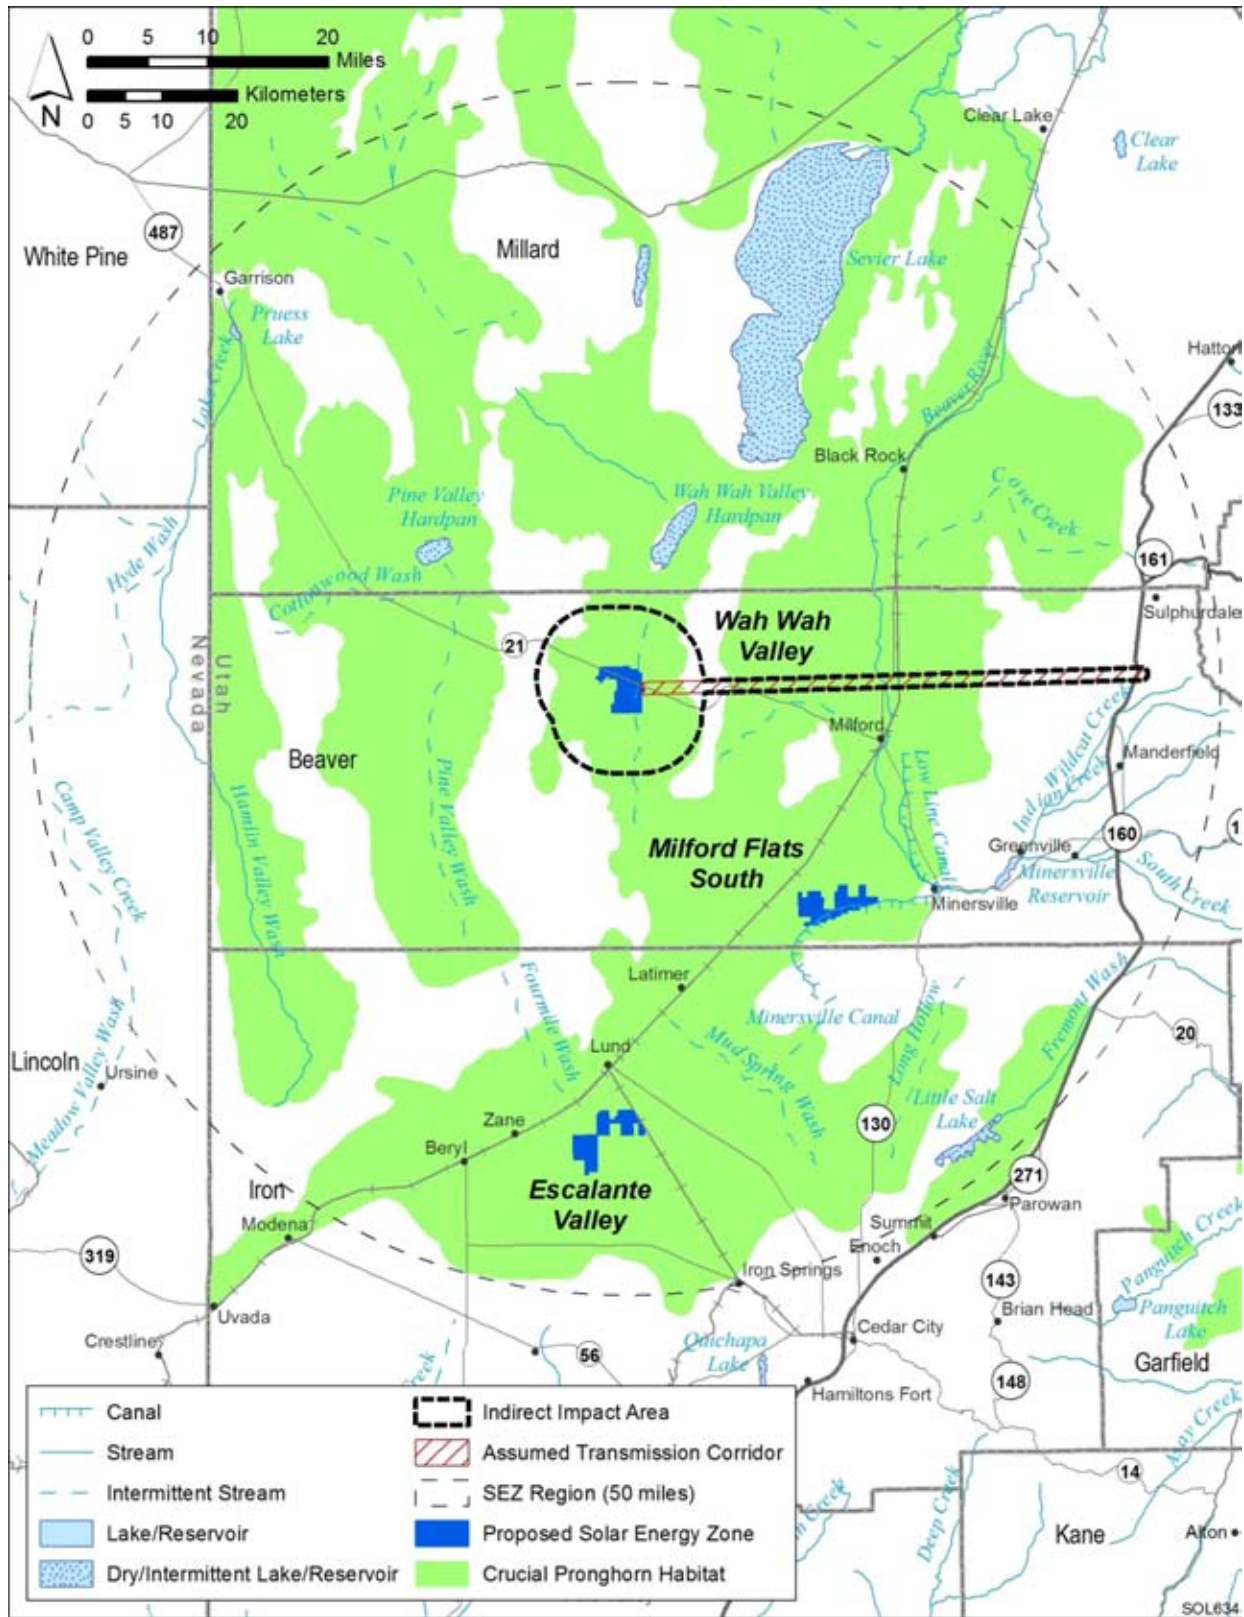 0 5 10 20
Miles
Kilometers
0 5 10 20
N
Clear Lake
Clear
Lake
487
White Pine
Millard
Sevier Lake
Garrison
Pruess
Lake
Hatton
Lake Creek
Beaver River
133
Black Rock
Pine Valley
Hardpan
Wah Wah Valley
Hardpan
Cove Creek
Hyde Wash
161
Cottonwood Wash
Sulphurdale
Wah Wah
Valley
21
Utah
Nevada
Milford
Wildcat Creek
Manderfield
Beaver
Indian Creek
Low Line Canal
Camp Valley Creek
Hamlin Valley Wash
Pine Valley Wash
Milford Flats
South
Greenville
160
1
Minersville
Reservoir
South Creek
Minersville
Latimer
Fourmile Wash
Fremont Wash
Minersville Canal
Long Hollow
20
Lund
Mud Spring Wash
Lincoln
Ursine
Meadow Valley Wash
Little Salt
Lake
Zane
130
Beryl
Escalante
Valley
Iron
271
Parowan
Modena
Summit
Enoch
Panguitch Creek
319
Iron Springs
143
Uvada
Brian Head
Panguitch
Lake
Crestline
Cedar City
Quichapa
Lake
56
Garfield
Creek
Hamiltons Fort
148
Canal
Indirect Impact Area
Stream
Assumed Transmission Corridor
Asay Creek
14
Intermittent Stream
SEZ Region (50 miles)
Deep Creek
Creek
Lake/Reservoir
Proposed Solar Energy Zone
Kane
Alton
Dry/Intermittent Lake/Reservoir
Crucial Pronghorn Habitat
SOL634